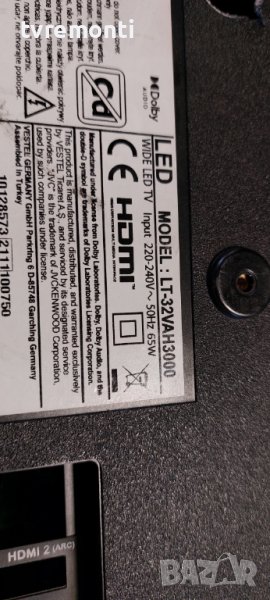 tvremonti
Dolby
AUDIO
LED
MODEL : LT-32VAH3000
WIDE LED TV Input 220-240V~ 50Hz 65W
CE HDMI
Manufactured under license from Dolby Laboratories. Dolby, Dolby Audio, and the
double-D symbol are trademarks of Dolby Laboratories Licensing Corporation.
This product is manufactured, distributed, and warranted exclusively
by VESTEL Ticaret A.Ş. and serviced by its designated service
providers. "JVC" is the trademark of JVCKENWOOD Corporation,
used by such companies under license.
VESTEL GERMANY GmbH Parkring 6 D-85748 Garching Germany
Assembled in Turkey
HDMI 2 (ARC)
BAZAR